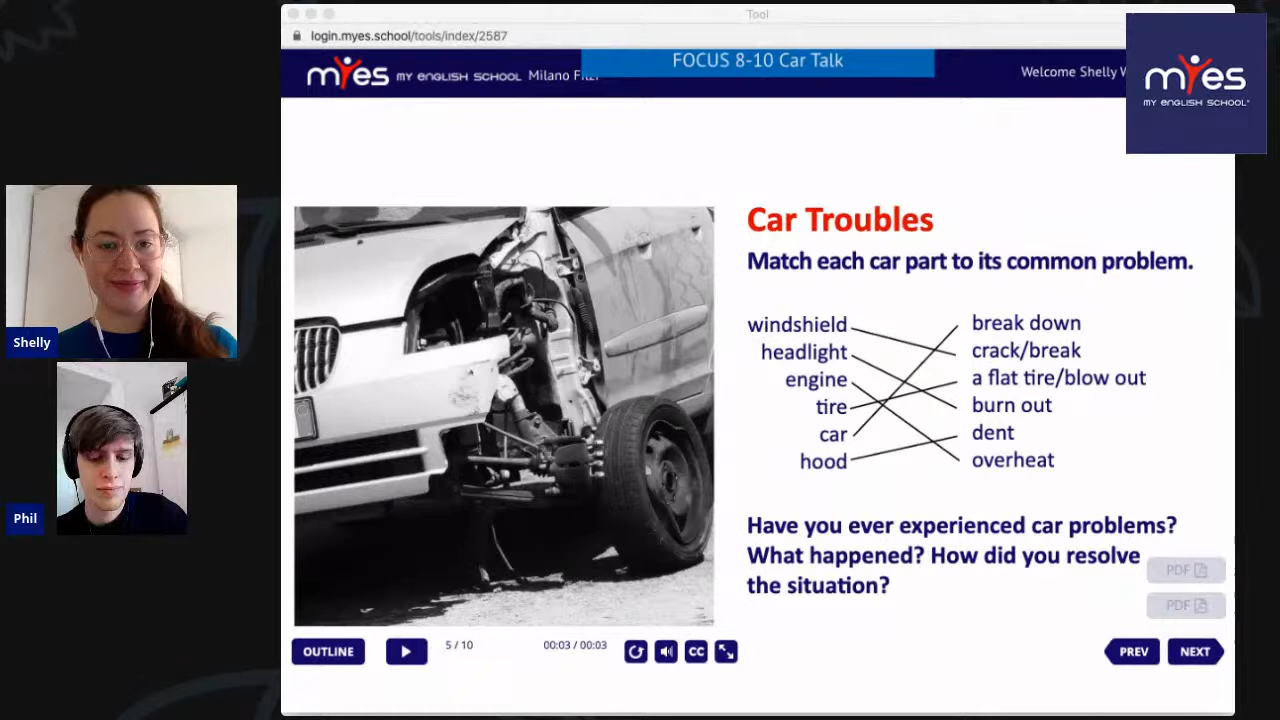 Tool
login.myes.school/tools/index/2587
FOCUS 8-10 Car Talk
myes MY ENGLISH SCHOOL Milano
Welcome Shelly
myes
MY ENGLISH SCHOOL
Car Troubles
Match each car part to its common problem.
windshield
headlight
engine
tire
car
hood
break down
crack/break
a flat tire/blow out
burn out
dent
overheat
Have you ever experienced car problems?
What happened? How did you resolve
the situation?
PDF
PDF
Shelly
Phil
OUTLINE
5 / 10
00:03 / 00:03
CC
PREV
NEXT